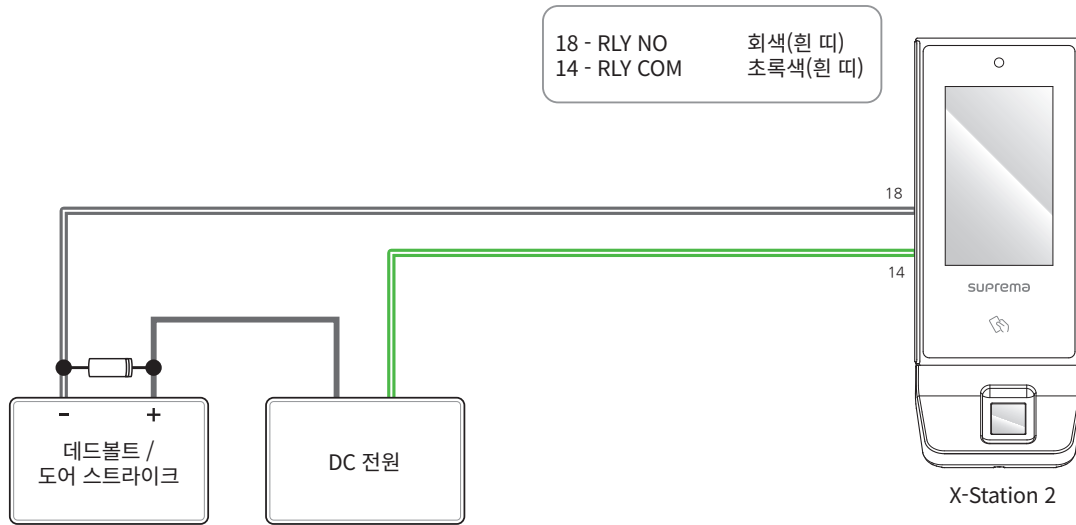 18 - RLY NO 회색(흰 띠)
14 - RLY COM 초록색(흰 띠)
18
14
suprema
- +
데드볼트 /
도어 스트라이크
DC 전원
X-Station 2